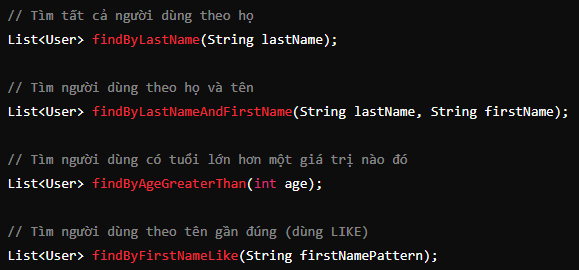 // Tìm tất cả người dùng theo họ
List<User> findByLastName(String lastName);
// Tìm người dùng theo họ và tên
List<User> findByLastNameAndFirstName(String lastName, String firstName);
// Tìm người dùng có tuổi lớn hơn một giá trị nào đó
List<User> findByAgeGreaterThan(int age);
// Tìm người dùng theo tên gần đúng (dùng LIKE)
List<User> findByFirstNameLike(String firstNamePattern);